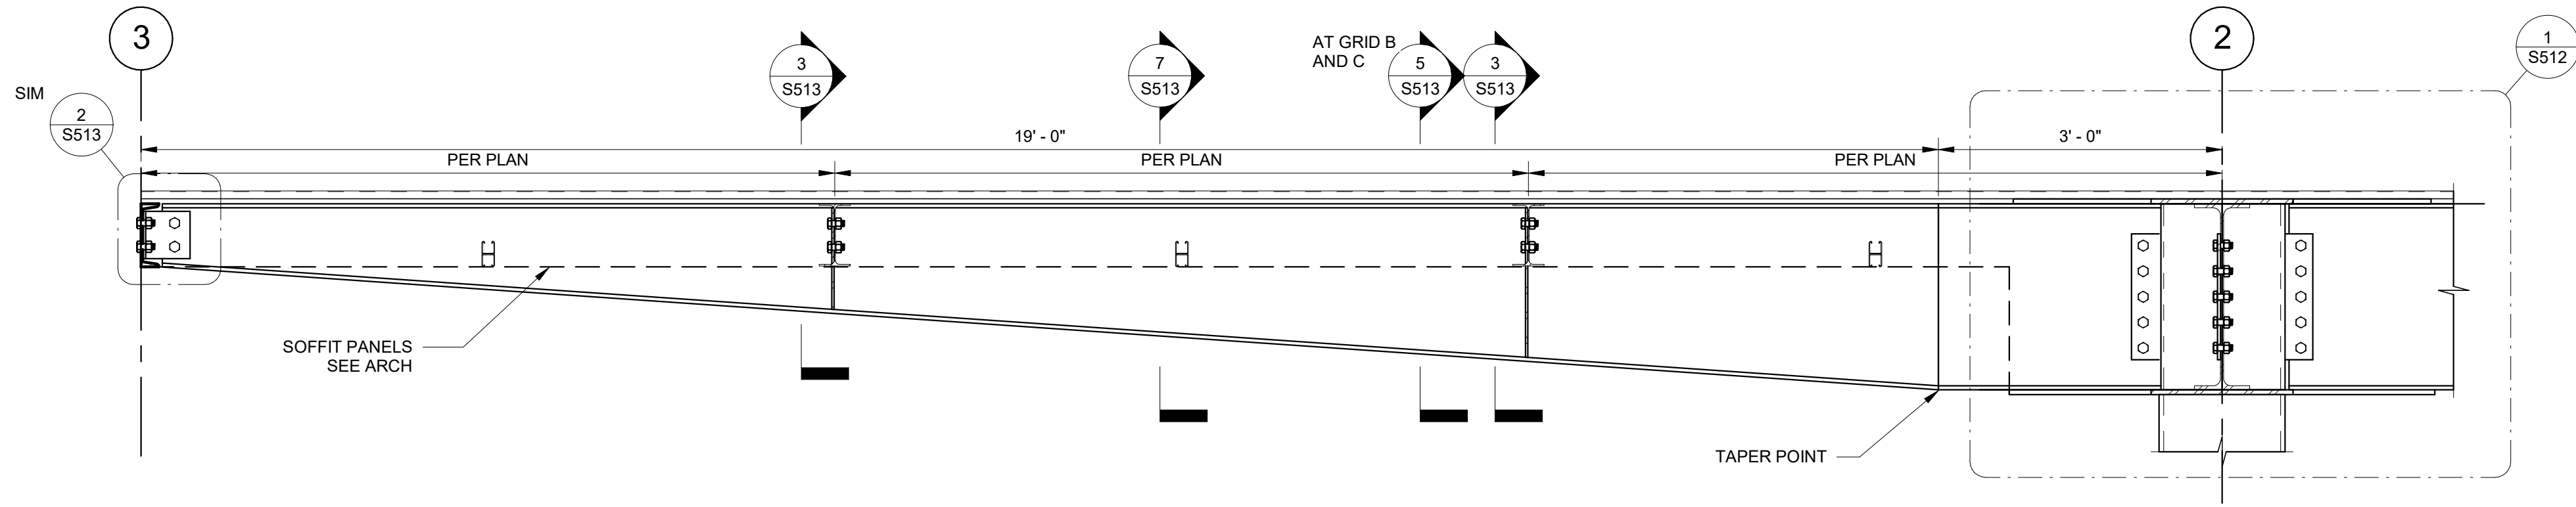 3
2
SIM
2
S513
3
S513
7
S513
AT GRID B
AND C
5
S513
3
S513
1
S512
19' - 0"
3' - 0"
PER PLAN
PER PLAN
PER PLAN
SOFFIT PANELS
SEE ARCH
TAPER POINT